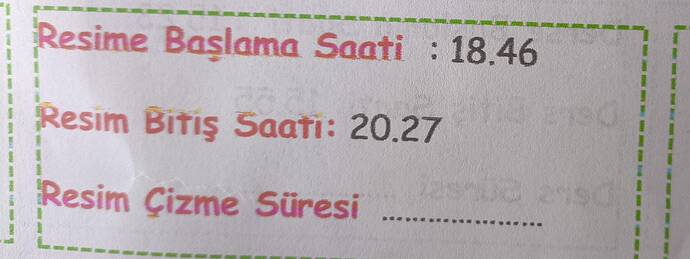 Resime Başlama Saati : 18.46
Resim Bitiş Saati: 20.27
Resim Çizme Süresi ......................